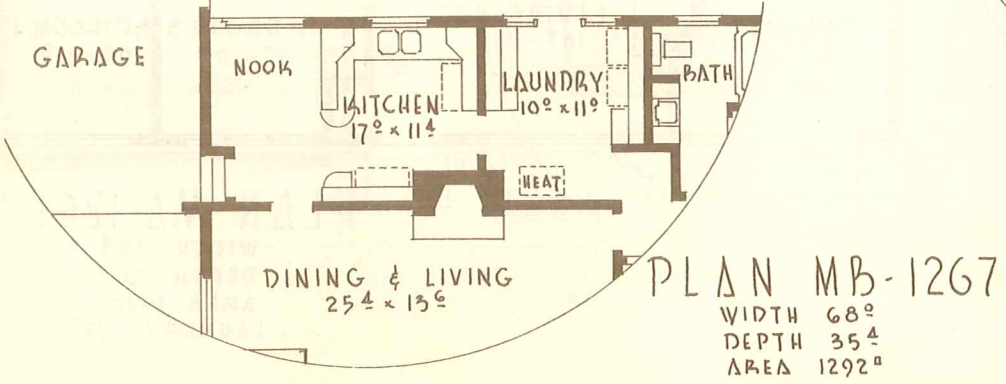 GARAGE
NOOK
KITCHEN
17⁰ x 11⁴
LAUNDRY
10⁰ x 11⁰
BATH
HEAT
DINING & LIVING
25⁴ x 13⁶
PLAN MB-1267
WIDTH 68⁰
DEPTH 35⁴
AREA 1292□